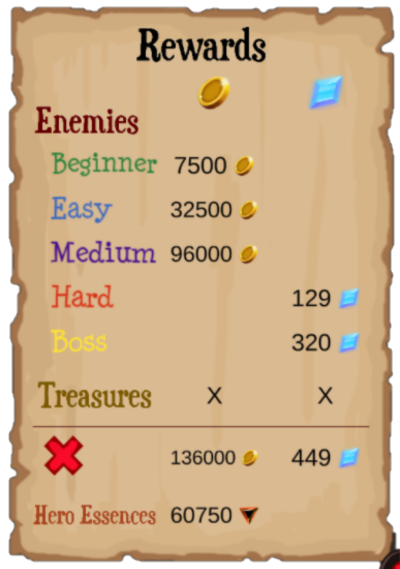 Rewards
Enemies
Beginner 7500
Easy 32500
Medium 96000
Hard 129
Boss 320
Treasures X X
136000 449
Hero Essences 60750